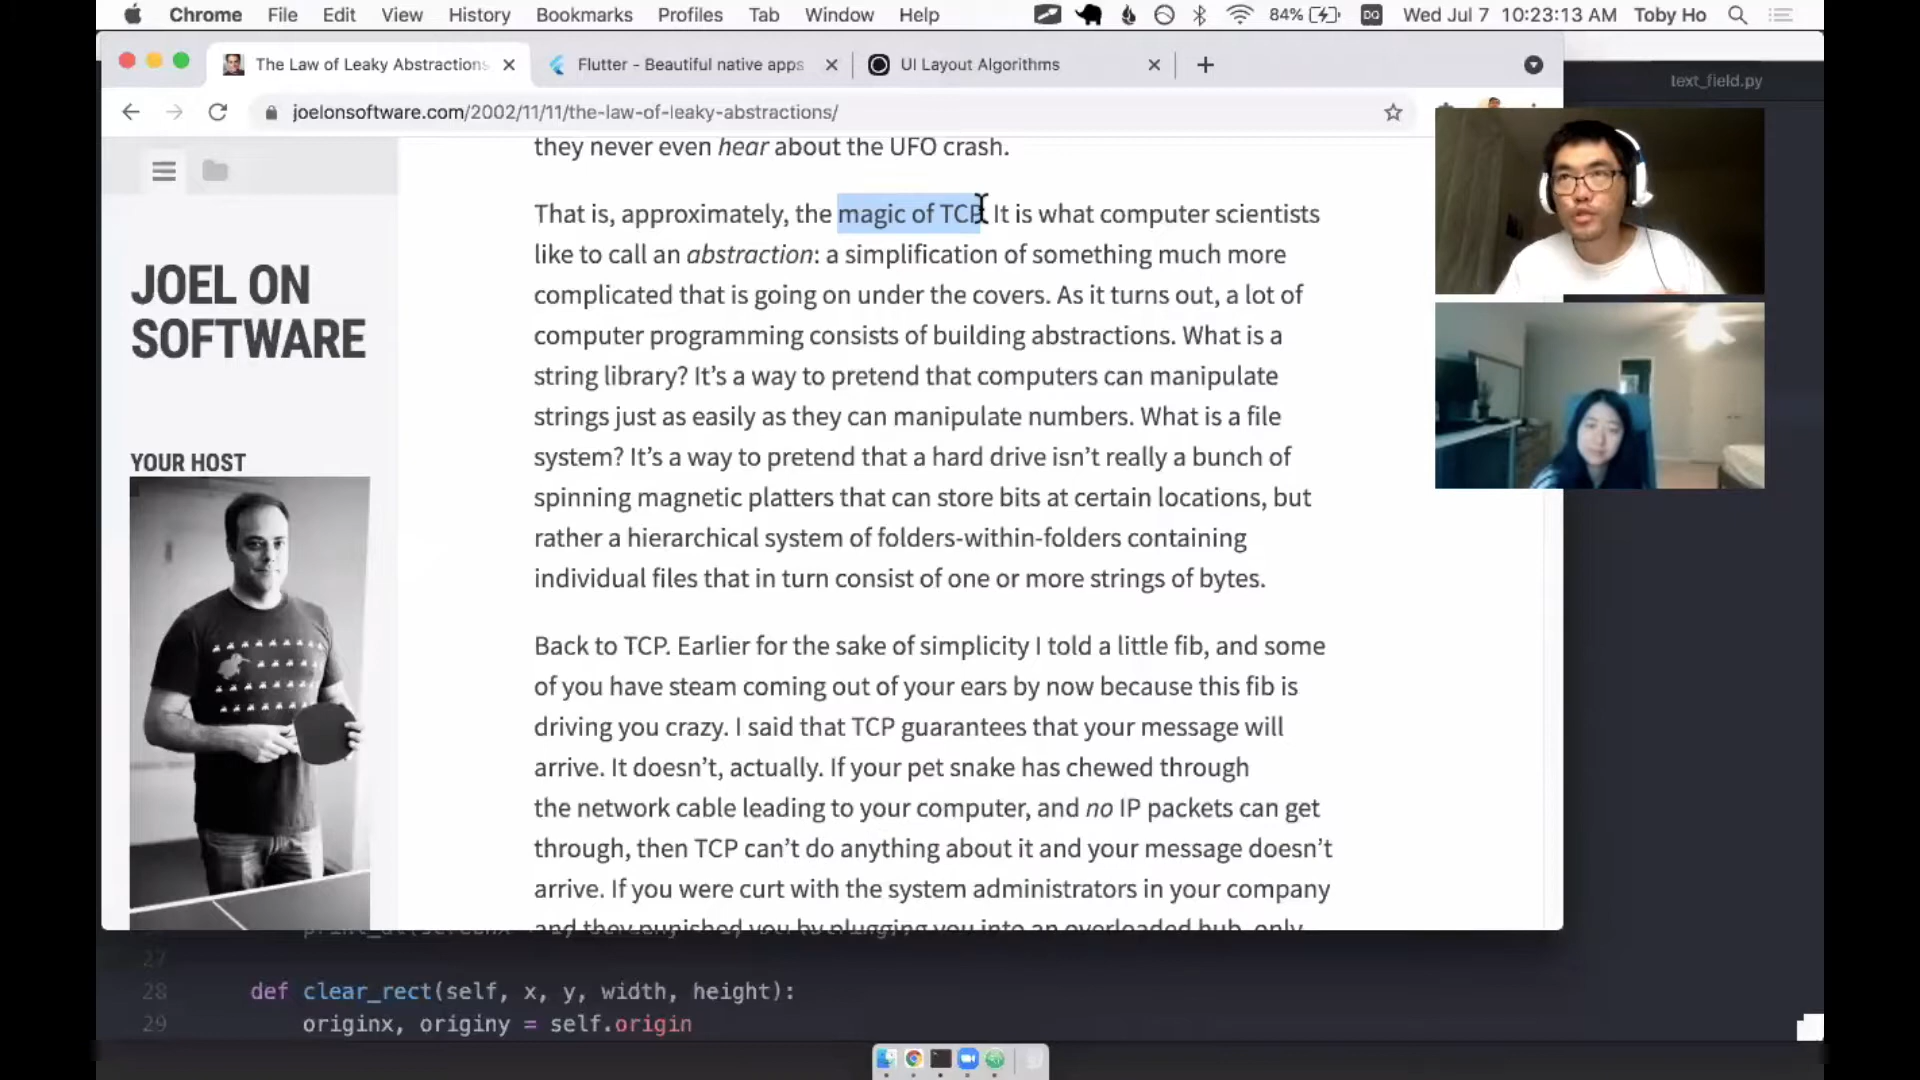 Chrome File Edit View History Bookmarks Profiles Tab Window Help 84% DQ Wed Jul 7 10:23:13 AM Toby Ho
The Law of Leaky Abstractions
Flutter - Beautiful native apps
UI Layout Algorithms
text_field.py
joelonsoftware.com/2002/11/11/the-law-of-leaky-abstractions/
they never even hear about the UFO crash.
JOEL ON
SOFTWARE
YOUR HOST
That is, approximately, the magic of TCP. It is what computer scientists
like to call an abstraction: a simplification of something much more
complicated that is going on under the covers. As it turns out, a lot of
computer programming consists of building abstractions. What is a
string library? It’s a way to pretend that computers can manipulate
strings just as easily as they can manipulate numbers. What is a file
system? It’s a way to pretend that a hard drive isn’t really a bunch of
spinning magnetic platters that can store bits at certain locations, but
rather a hierarchical system of folders-within-folders containing
individual files that in turn consist of one or more strings of bytes.
Back to TCP. Earlier for the sake of simplicity I told a little fib, and some
of you have steam coming out of your ears by now because this fib is
driving you crazy. I said that TCP guarantees that your message will
arrive. It doesn’t, actually. If your pet snake has chewed through
the network cable leading to your computer, and no IP packets can get
through, then TCP can’t do anything about it and your message doesn’t
arrive. If you were curt with the system administrators in your company
and they punished you by plugging you into an overloaded hub, only
27
28 def clear_rect(self, x, y, width, height):
29 originx, originy = self.origin